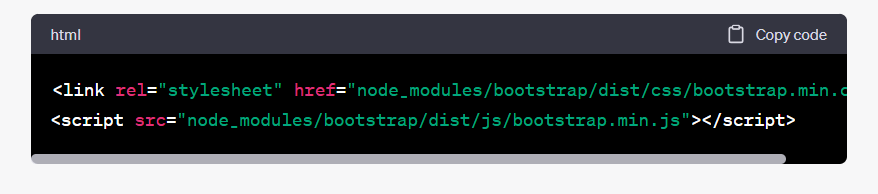 html
Copy code
<link rel="stylesheet" href="node_modules/bootstrap/dist/css/bootstrap.min.
<script src="node_modules/bootstrap/dist/js/bootstrap.min.js"></script>